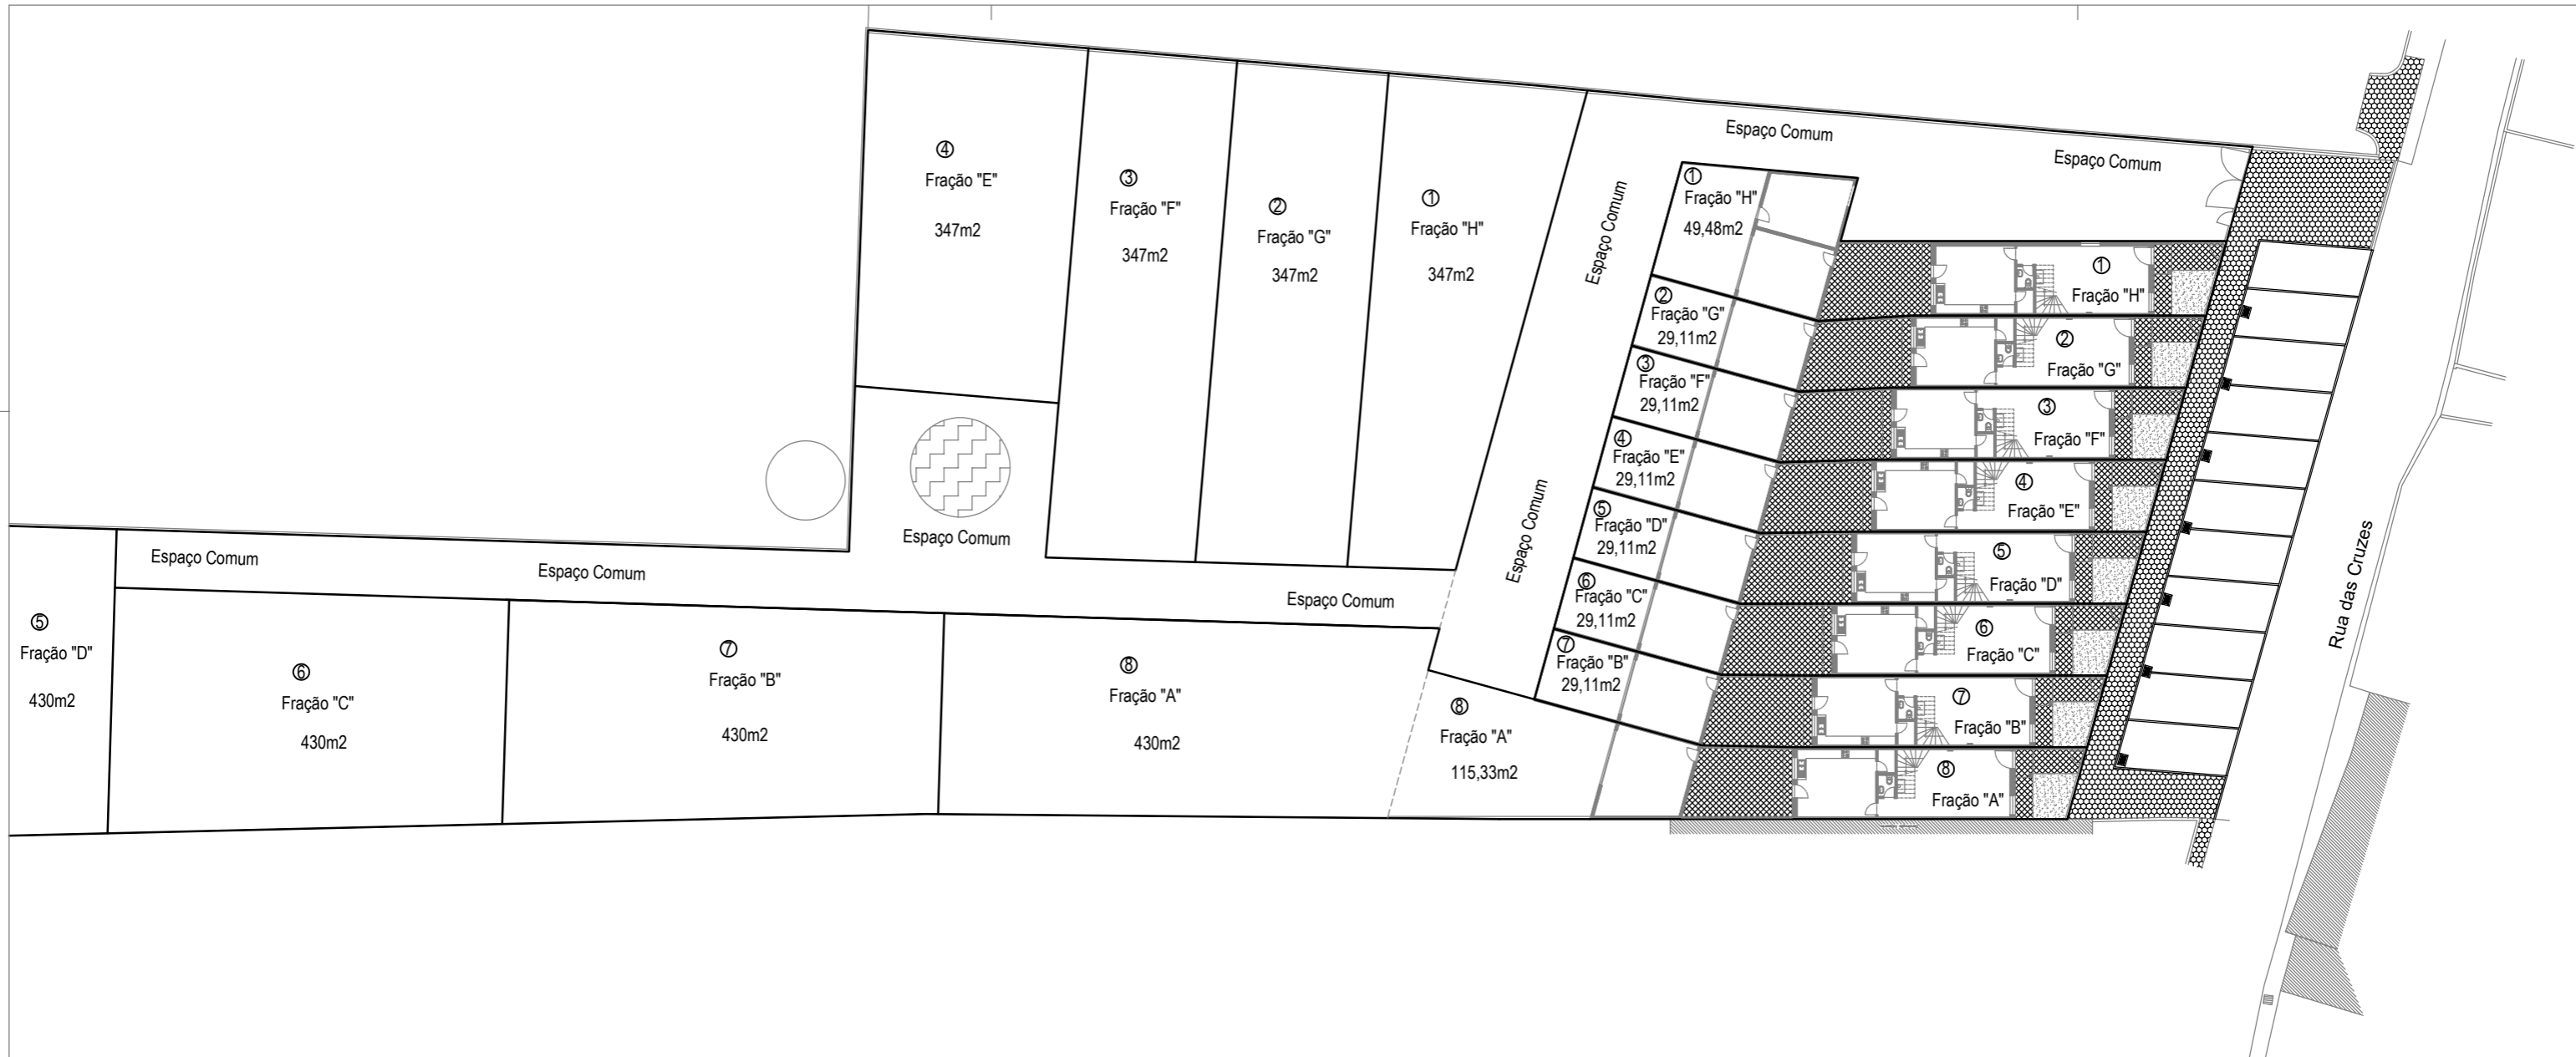 ④
Fração "E"
347m2
③
Fração "F"
347m2
②
Fração "G"
347m2
①
Fração "H"
347m2
Espaço Comum
Espaço Comum
Espaço Comum
Espaço Comum
①
Fração "H"
49,48m2
②
Fração "G"
29,11m2
③
Fração "F"
29,11m2
④
Fração "E"
29,11m2
⑤
Fração "D"
29,11m2
⑥
Fração "C"
29,11m2
⑦
Fração "B"
29,11m2
⑧
Fração "A"
115,33m2
①
Fração "H"
②
Fração "G"
③
Fração "F"
④
Fração "E"
⑤
Fração "D"
⑥
Fração "C"
⑦
Fração "B"
⑧
Fração "A"
Rua das Cruzes
Espaço Comum
Espaço Comum
Espaço Comum
Espaço Comum
⑤
Fração "D"
430m2
⑥
Fração "C"
430m2
⑦
Fração "B"
430m2
⑧
Fração "A"
430m2